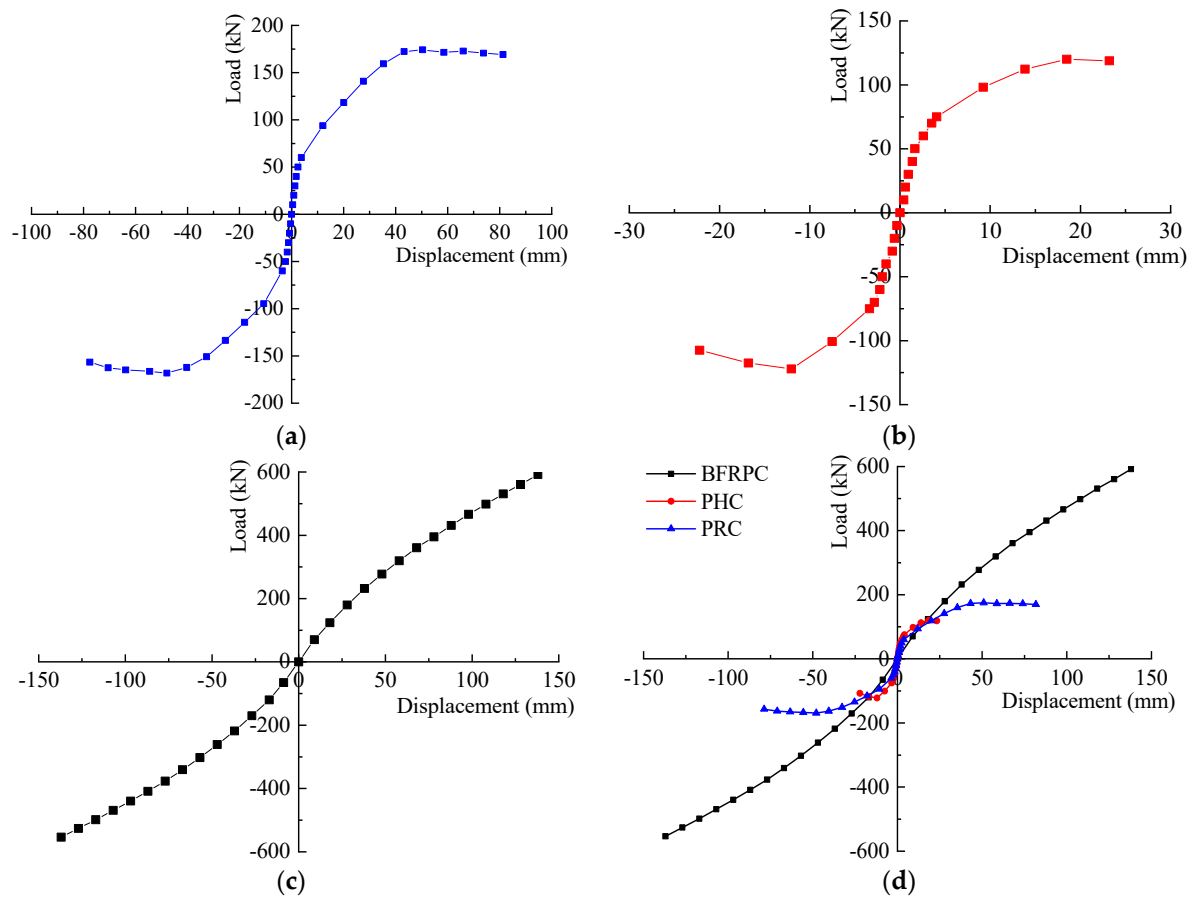 200
150
100
50
0
-50
-100
-150
-200
-100 -80 -60 -40 -20 0 20 40 60 80 100
Load (kN)
Displacement (mm)
(a)
150
100
50
0
-50
-100
-150
-30 -20 -10 0 10 20 30
Load (kN)
Displacement (mm)
(b)
600
400
200
0
-200
-400
-600
-150 -100 -50 0 50 100 150
Load (kN)
Displacement (mm)
(c)
BFRPC
PHC
PRC
600
400
200
0
-200
-400
-600
-150 -100 -50 0 50 100 150
Load (kN)
Displacement (mm)
(d)